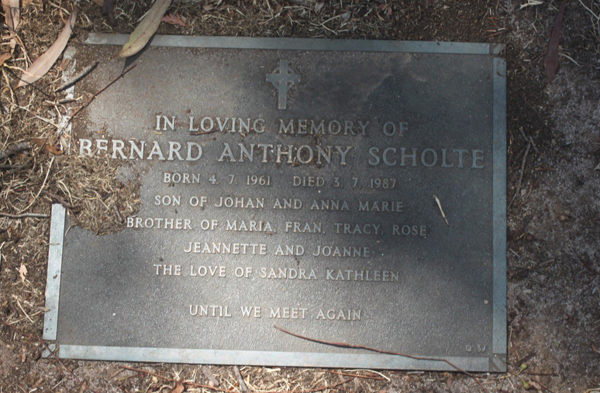 IN LOVING MEMORY OF
BERNARD ANTHONY SCHOLTE
BORN 4. 7. 1961 DIED 3. 7. 1987
SON OF JOHAN AND ANNA MARIE
BROTHER OF MARIA, FRAN, TRACY, ROSE,
JEANNETTE AND JOANNE
THE LOVE OF SANDRA KATHLEEN
UNTIL WE MEET AGAIN